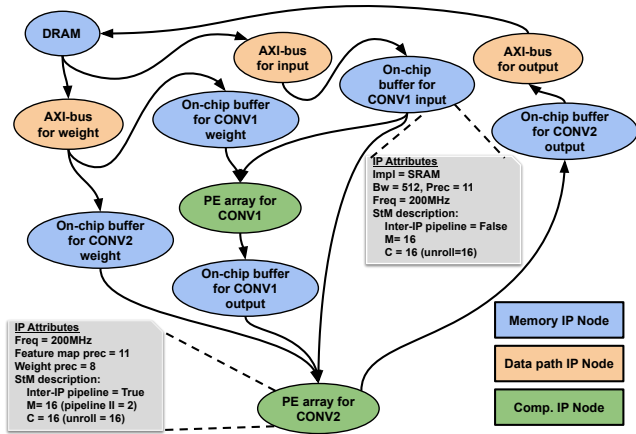 DRAM
AXI-bus
for input
AXI-bus
for output
On-chip
buffer for
CONV1 input
AXI-bus
for weight
On-chip buffer
for CONV1
weight
On-chip buffer
for CONV2
output
IP Attributes
Impl = SRAM
Bw = 512, Prec = 11
Freq = 200MHz
StM description:
Inter-IP pipeline = False
M= 16
C = 16 (unroll=16)
PE array for
CONV1
On-chip buffer
for CONV2
weight
On-chip buffer
for CONV1
output
IP Attributes
Freq = 200MHz
Feature map prec = 11
Weight prec = 8
StM description:
Inter-IP pipeline = True
M= 16 (pipeline II = 2)
C = 16 (unroll = 16)
PE array for
CONV2
Memory IP Node
Data path IP Node
Comp. IP Node